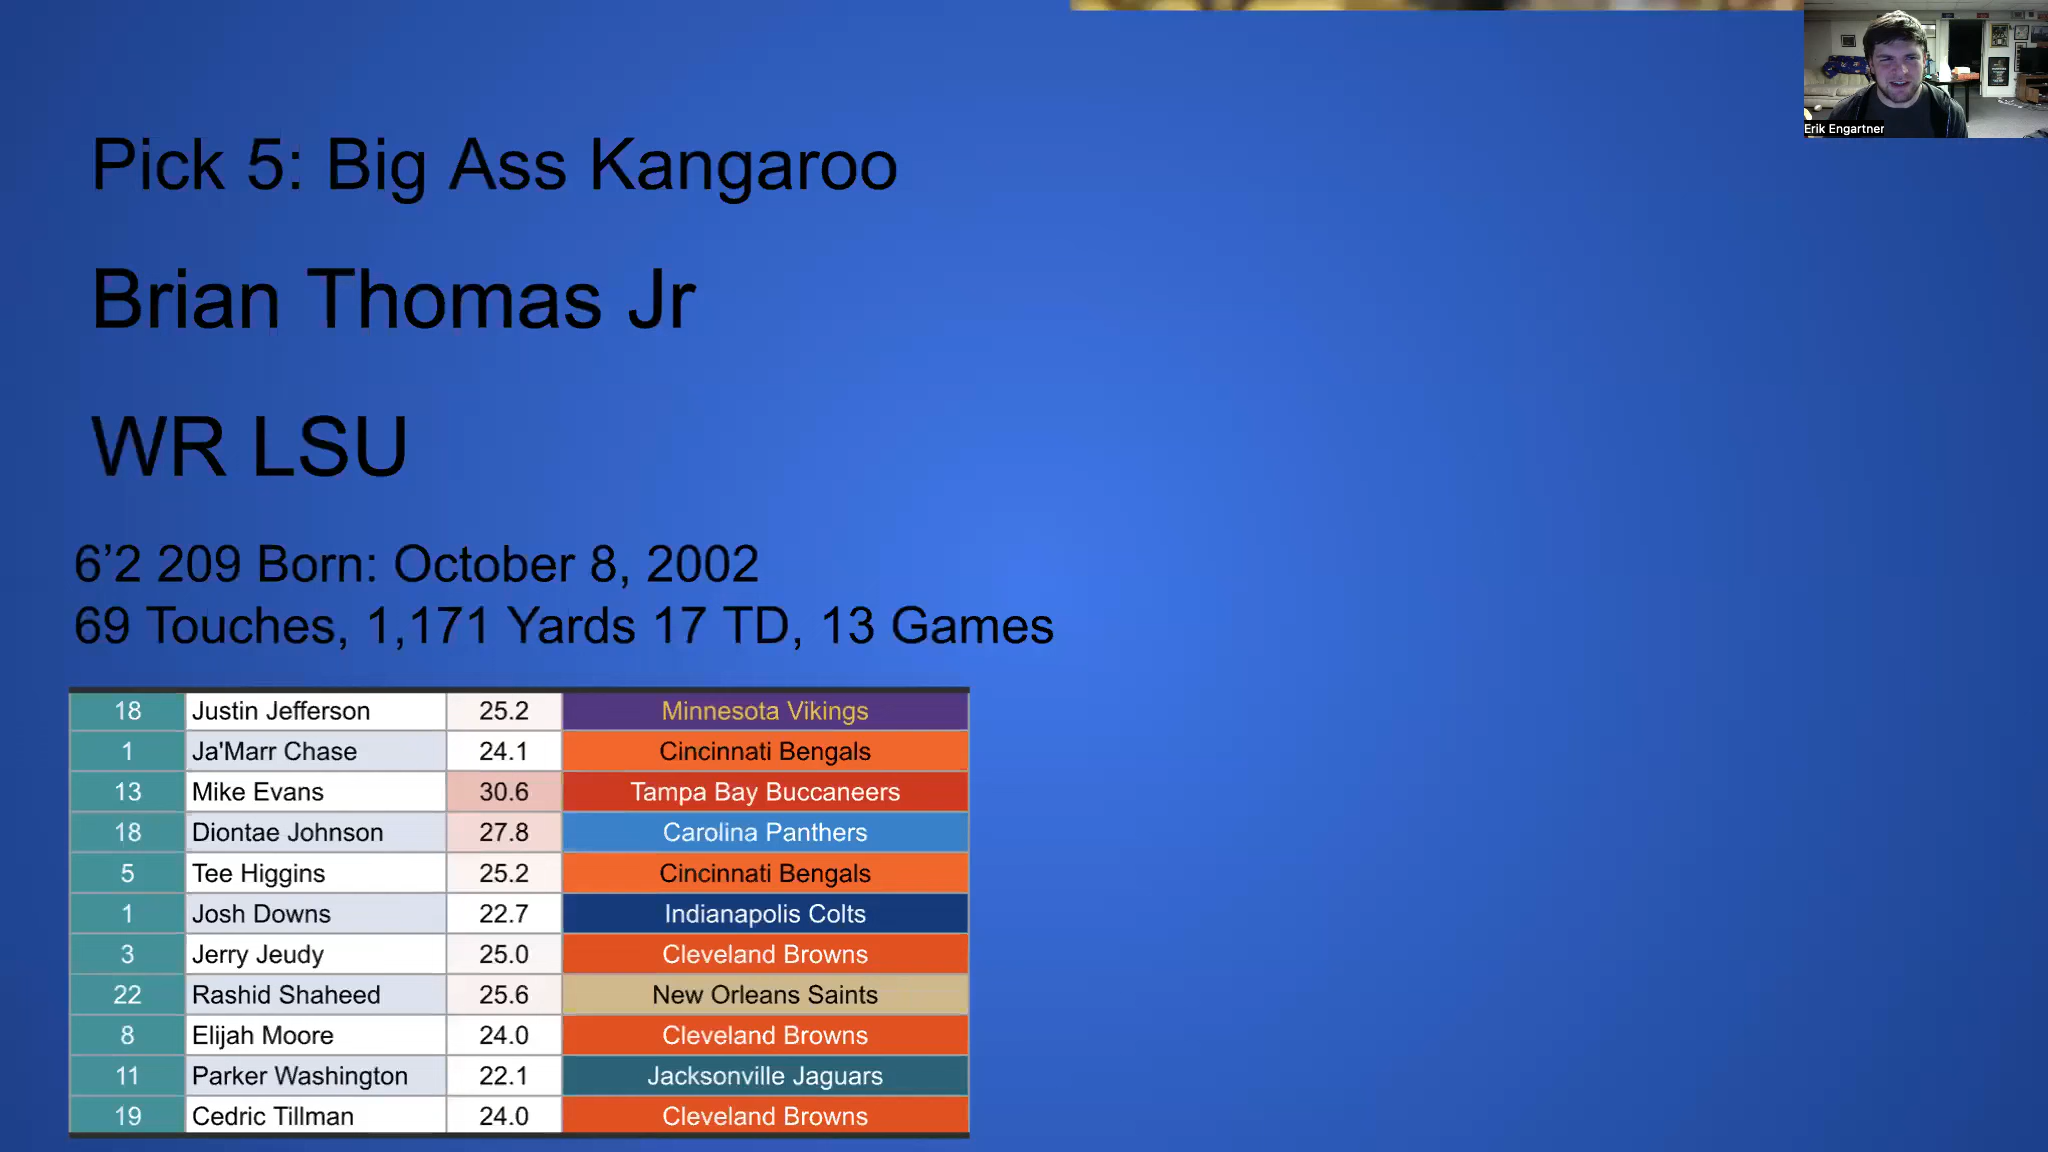 Erik Engartner
Pick 5: Big Ass Kangaroo
Brian Thomas Jr
WR LSU
6’2 209 Born: October 8, 2002
69 Touches, 1,171 Yards 17 TD, 13 Games
18 Justin Jefferson 25.2 Minnesota Vikings
1 Ja'Marr Chase 24.1 Cincinnati Bengals
13 Mike Evans 30.6 Tampa Bay Buccaneers
18 Diontae Johnson 27.8 Carolina Panthers
5 Tee Higgins 25.2 Cincinnati Bengals
1 Josh Downs 22.7 Indianapolis Colts
3 Jerry Jeudy 25.0 Cleveland Browns
22 Rashid Shaheed 25.6 New Orleans Saints
8 Elijah Moore 24.0 Cleveland Browns
11 Parker Washington 22.1 Jacksonville Jaguars
19 Cedric Tillman 24.0 Cleveland Browns